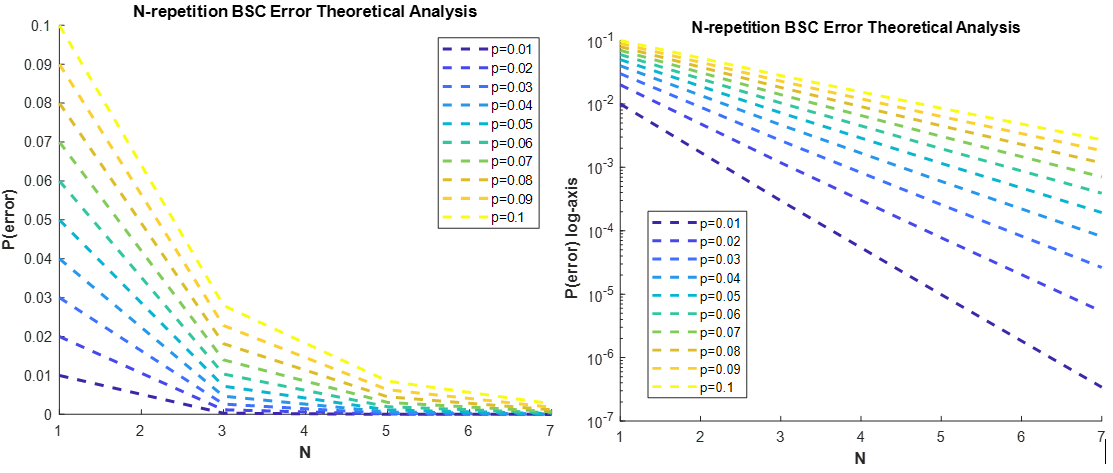 N-repetition BSC Error Theoretical Analysis
P(error)
0.1
0.09
0.08
0.07
0.06
0.05
0.04
0.03
0.02
0.01
0
1
2
3
4
5
6
7
N
p=0.01
p=0.02
p=0.03
p=0.04
p=0.05
p=0.06
p=0.07
p=0.08
p=0.09
p=0.1
N-repetition BSC Error Theoretical Analysis
P(error) log-axis
10⁻¹
10⁻²
10⁻³
10⁻⁴
10⁻⁵
10⁻⁶
10⁻⁷
1
2
3
4
5
6
7
N
p=0.01
p=0.02
p=0.03
p=0.04
p=0.05
p=0.06
p=0.07
p=0.08
p=0.09
p=0.1